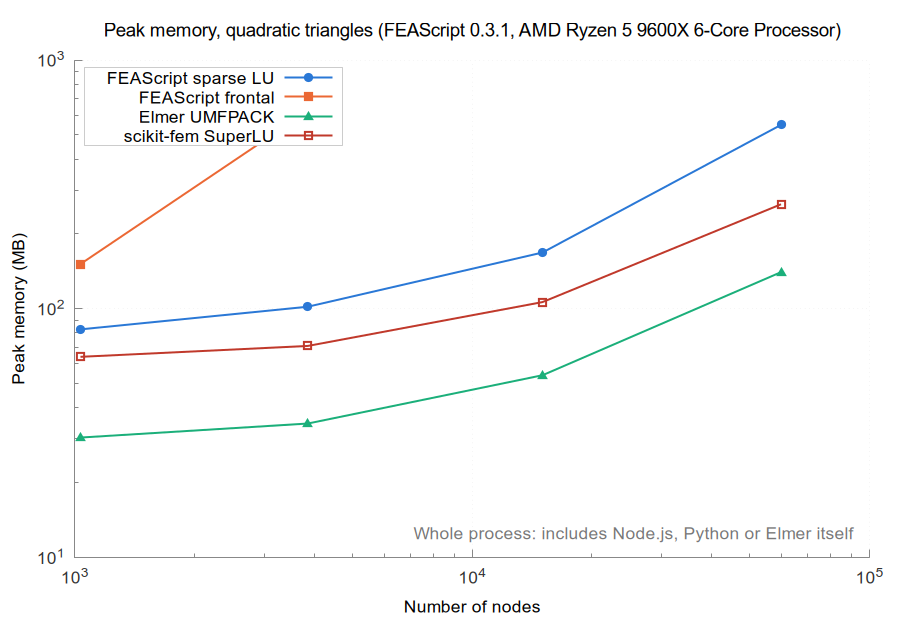 Peak memory, quadratic triangles (FEAScript 0.3.1, AMD Ryzen 5 9600X 6-Core Processor)
10³
FEAScript sparse LU
FEAScript frontal
Elmer UMFPACK
scikit-fem SuperLU
Peak memory (MB)
10²
Whole process: includes Node.js, Python or Elmer itself
10¹
10³ 10⁴ 10⁵
Number of nodes